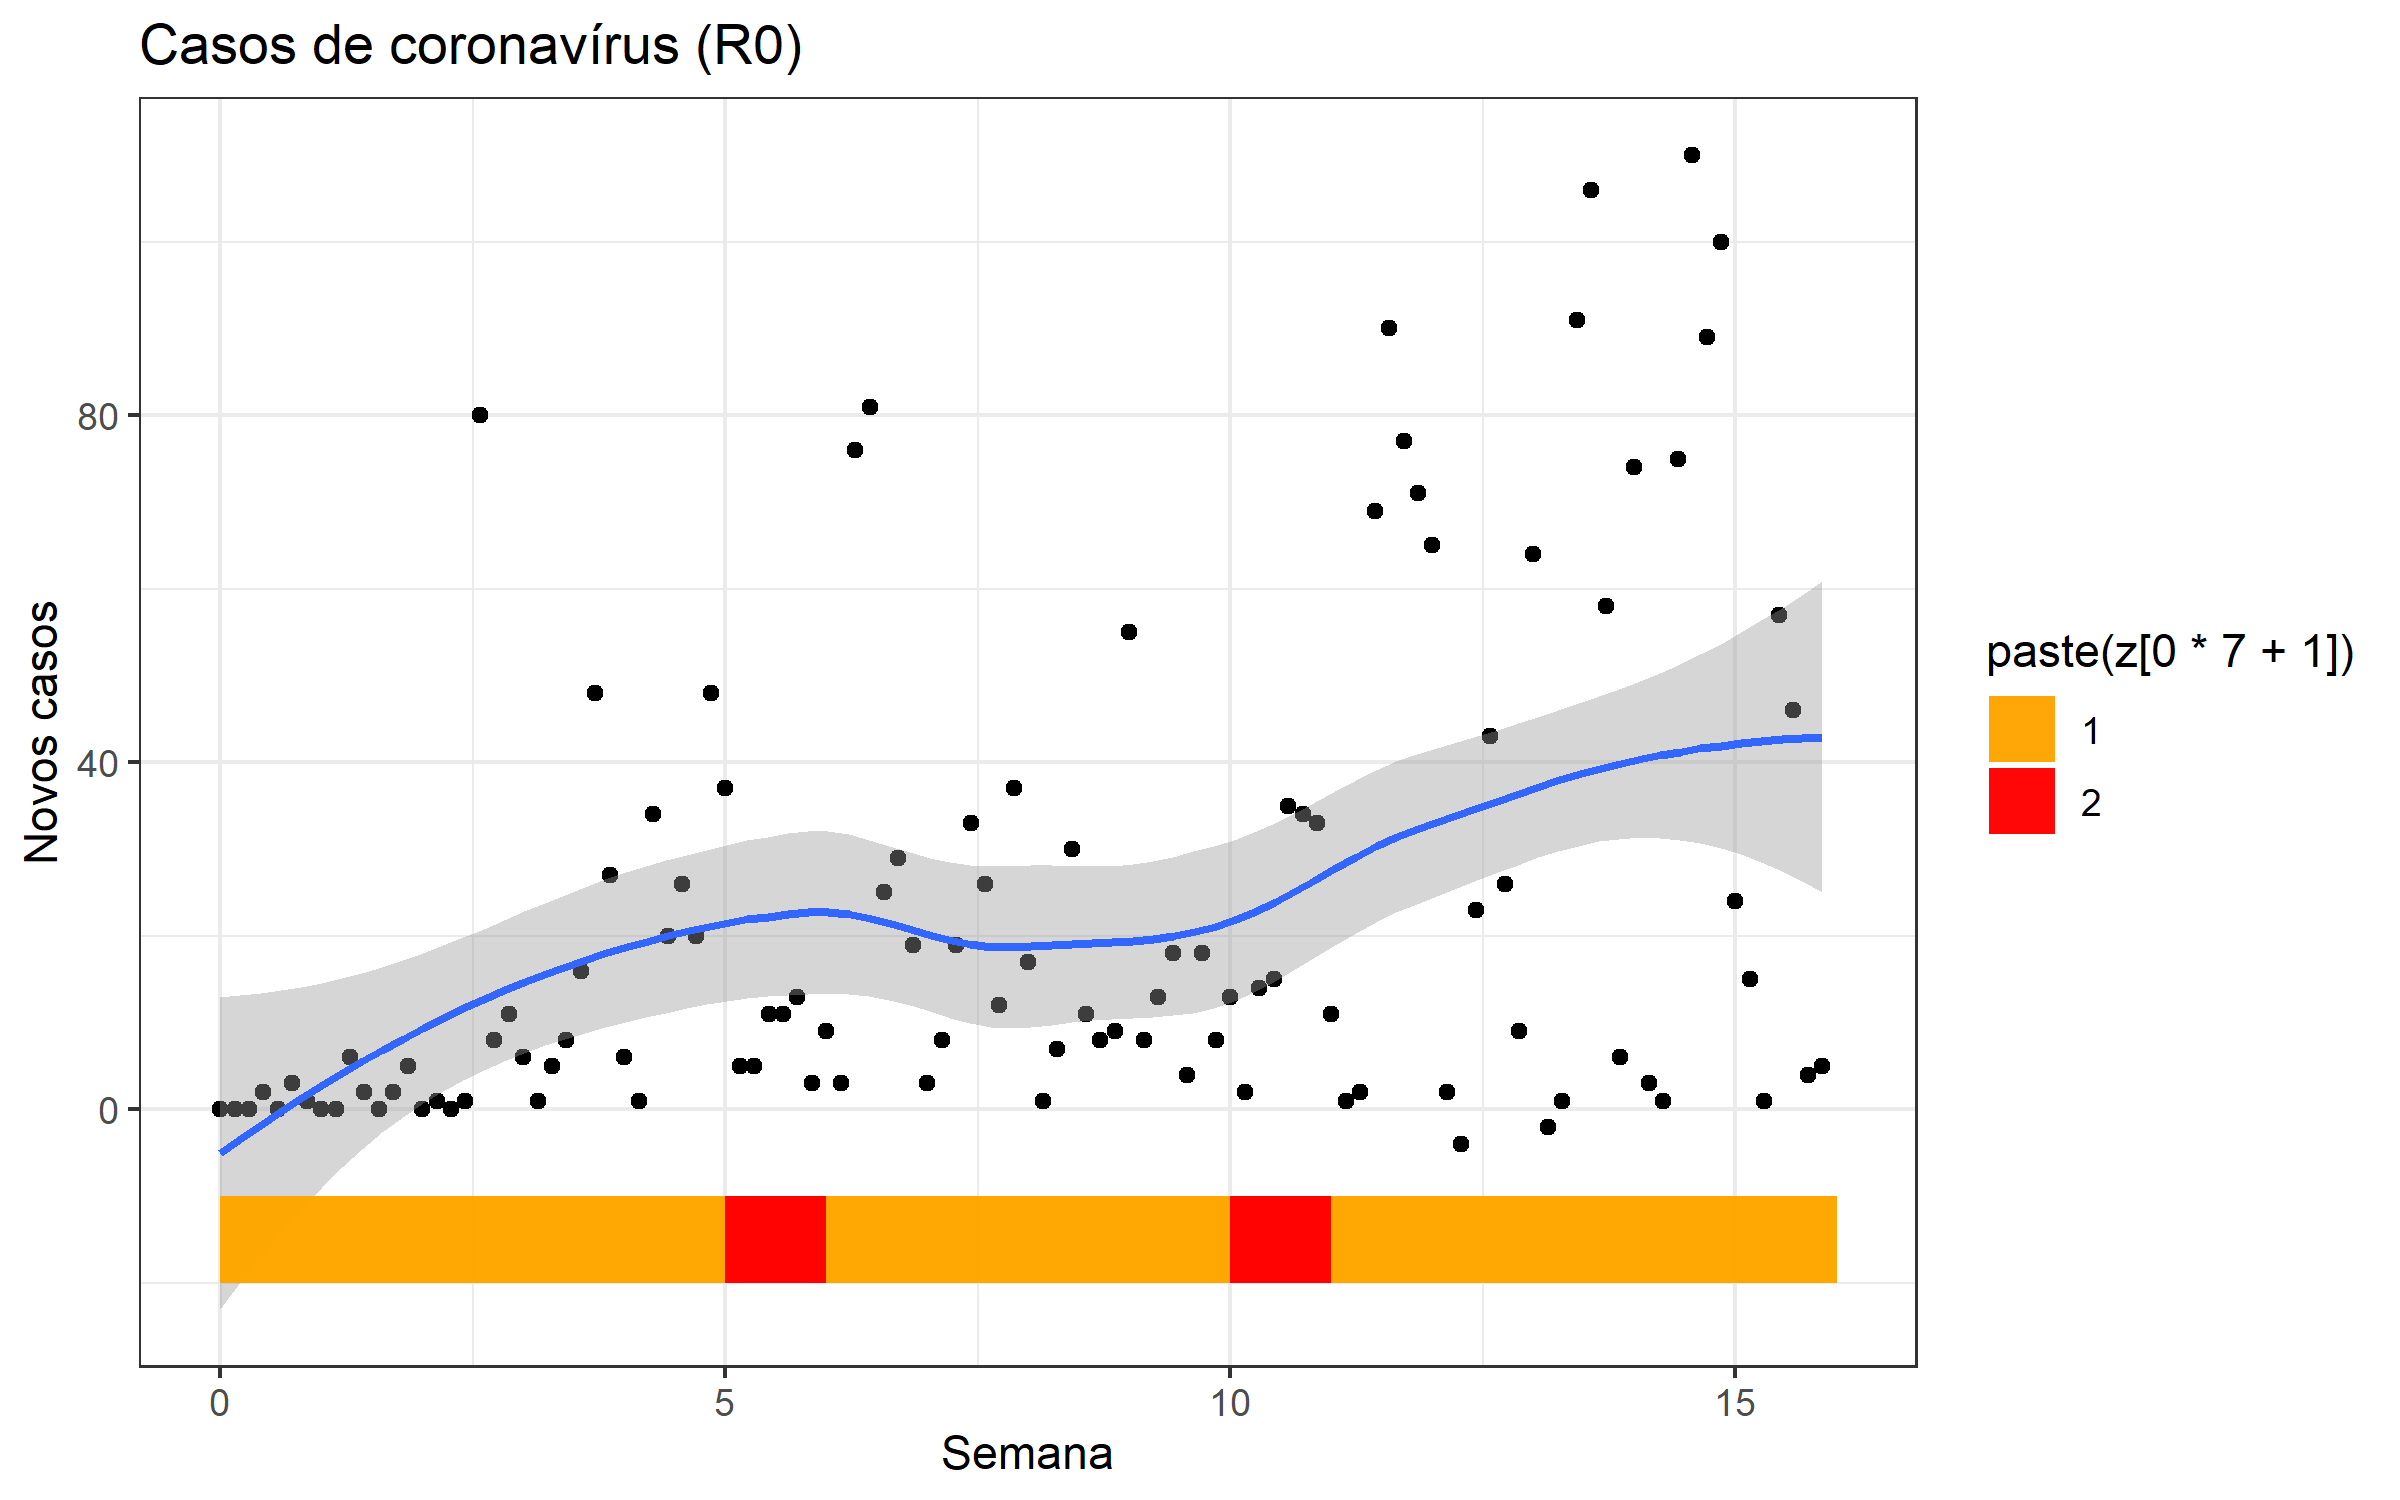 Casos de coronavírus (R0)
Novos casos
80
40
0
0 5 10 15
Semana
paste(z[0 * 7 + 1])
1
2